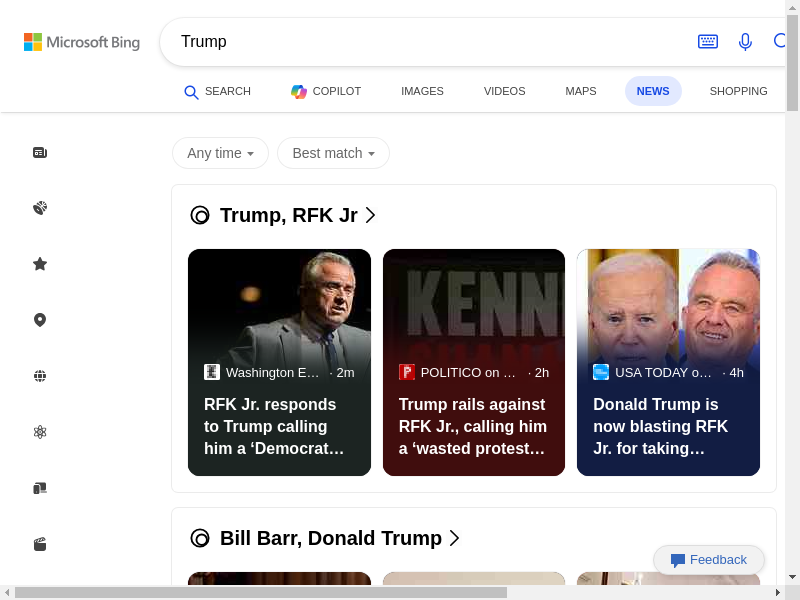 Microsoft Bing
Trump
SEARCH
COPILOT
IMAGES
VIDEOS
MAPS
NEWS
SHOPPING
Any time
Best match
Trump, RFK Jr
Washington E... · 2m
RFK Jr. responds
to Trump calling
him a ‘Democrat...
KENN
POLITICO on ... · 2h
Trump rails against
RFK Jr., calling him
a ‘wasted protest...
USA TODAY o... · 4h
Donald Trump is
now blasting RFK
Jr. for taking...
Bill Barr, Donald Trump
Feedback